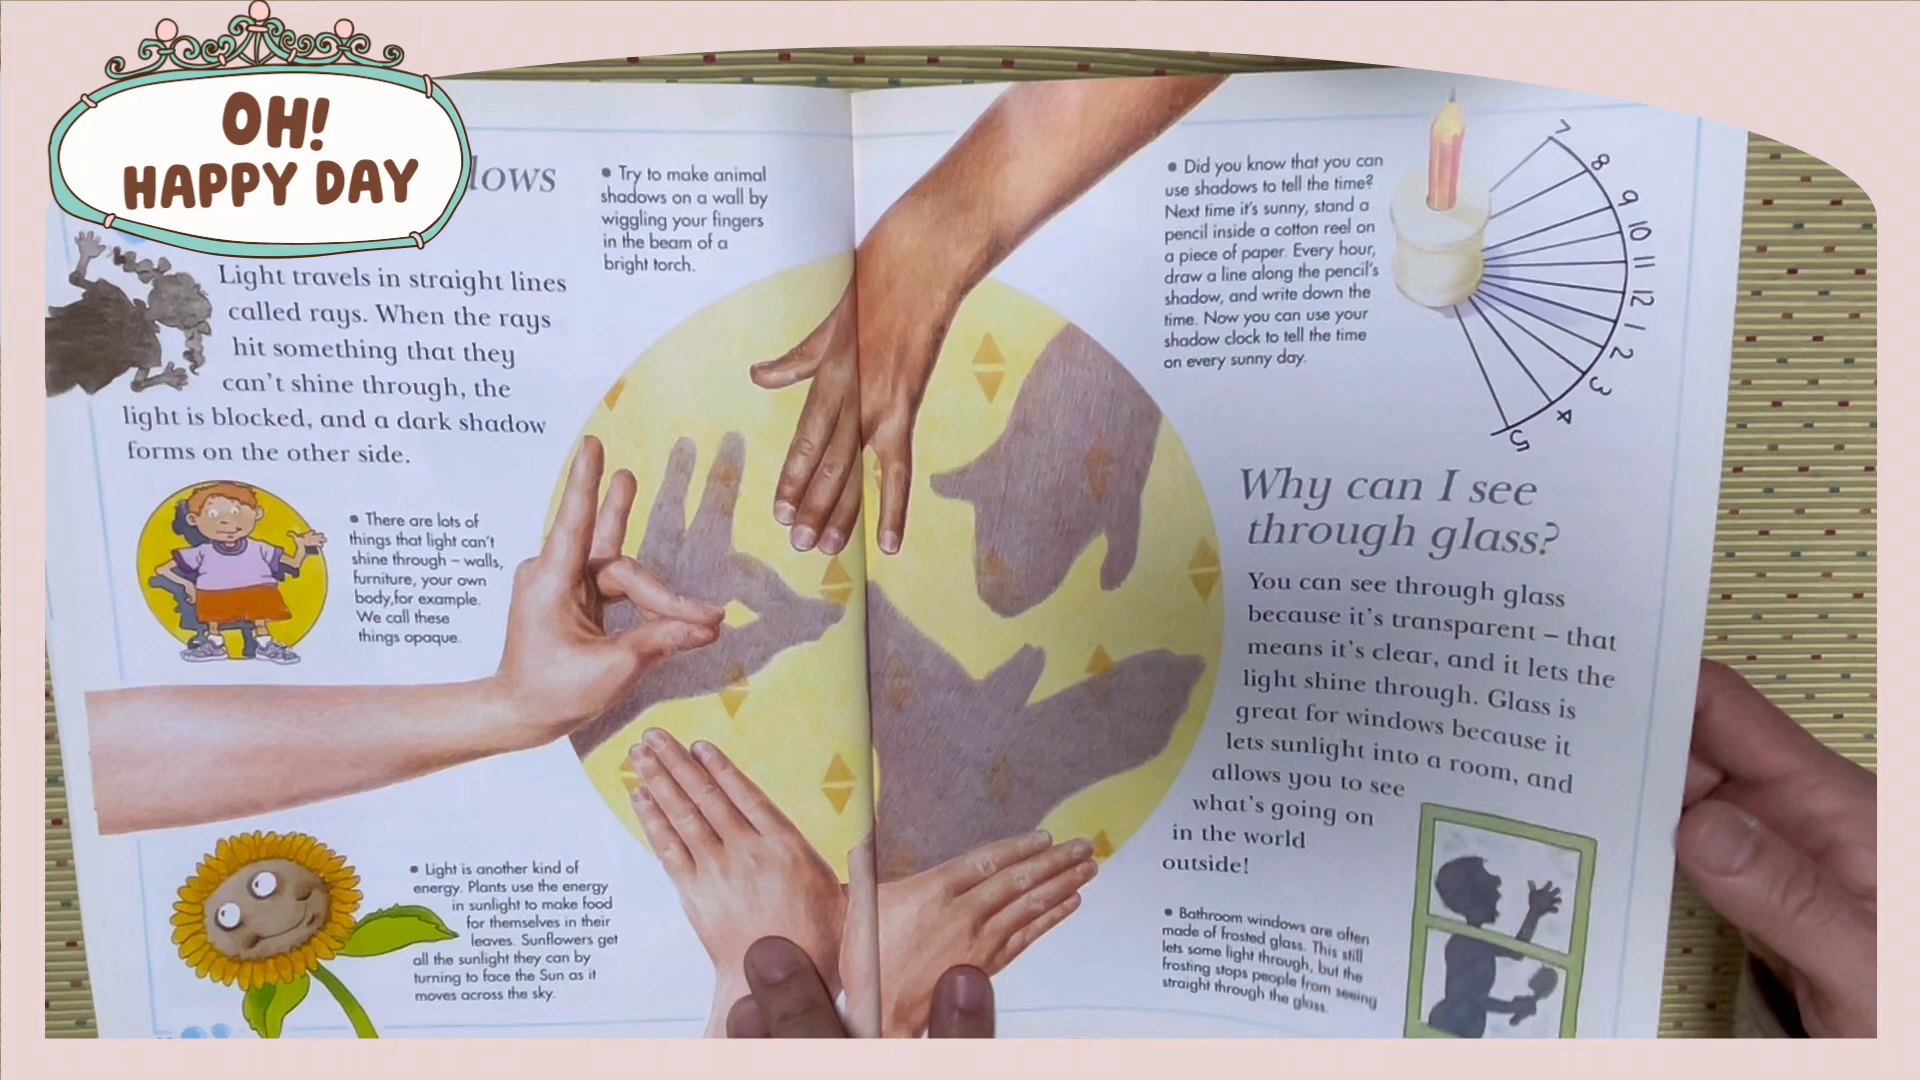 OH!
HAPPY DAY
lows
Light travels in straight lines
called rays. When the rays
hit something that they
can't shine through, the
light is blocked, and a dark shadow
forms on the other side.
• There are lots of
things that light can't
shine through – walls,
furniture, your own
body,for example.
We call these
things opaque.
• Light is another kind of
energy. Plants use the energy
in sunlight to make food
for themselves in their
leaves. Sunflowers get
all the sunlight they can by
turning to face the Sun as it
moves across the sky.
• Try to make animal
shadows on a wall by
wiggling your fingers
in the beam of a
bright torch.
• Did you know that you can
use shadows to tell the time?
Next time it's sunny, stand a
pencil inside a cotton reel on
a piece of paper. Every hour,
draw a line along the pencil's
shadow, and write down the
time. Now you can use your
shadow clock to tell the time
on every sunny day.
7
8
9
10
11
12
1
2
3
4
5
Why can I see
through glass?
You can see through glass
because it's transparent – that
means it's clear, and it lets the
light shine through. Glass is
great for windows because it
lets sunlight into a room, and
allows you to see
what's going on
in the world
outside!
• Bathroom windows are often
made of frosted glass. This still
lets some light through, but the
frosting stops people from seeing
straight through the glass.